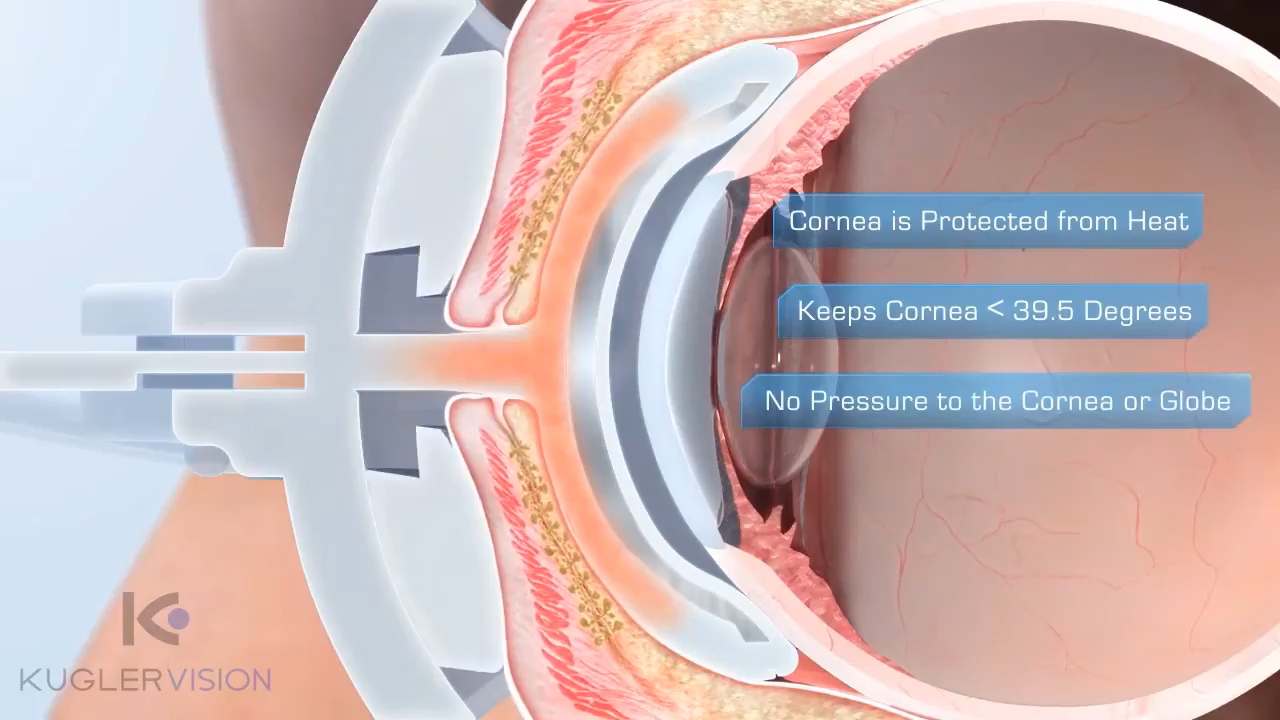 Cornea is Protected from Heat
Keeps Cornea < 39.5 Degrees
No Pressure to the Cornea or Globe
KUGLERVISION